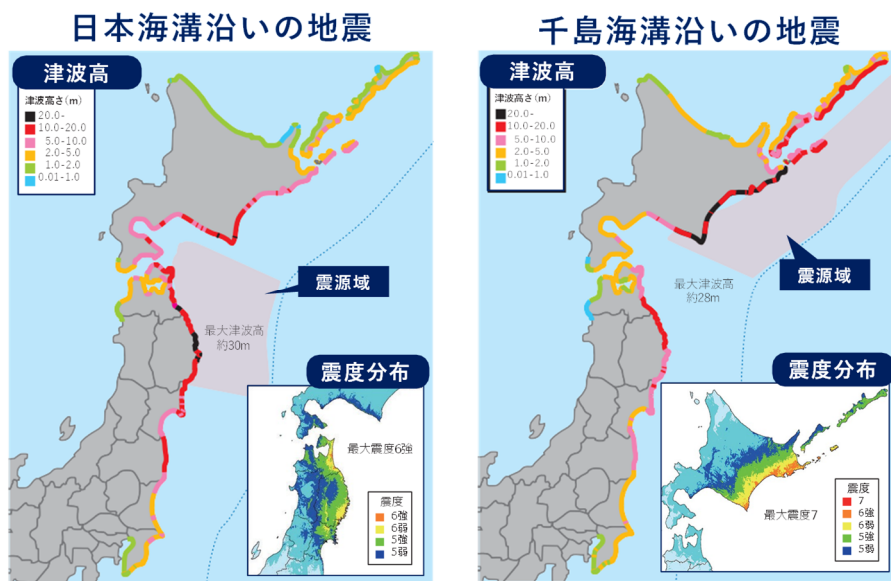 日本海溝沿いの地震
津波高
津波高さ(m)
20.0-
10.0-20.0
5.0-10.0
2.0-5.0
1.0-2.0
0.01-1.0
震源域
最大津波高
約30m
震度分布
最大震度6強
震度
6強
6弱
5強
5弱
千島海溝沿いの地震
津波高
津波高さ(m)
20.0-
10.0-20.0
5.0-10.0
2.0-5.0
1.0-2.0
0.01-1.0
震源域
最大津波高
約28m
震度分布
最大震度7
震度
7
6強
6弱
5強
5弱